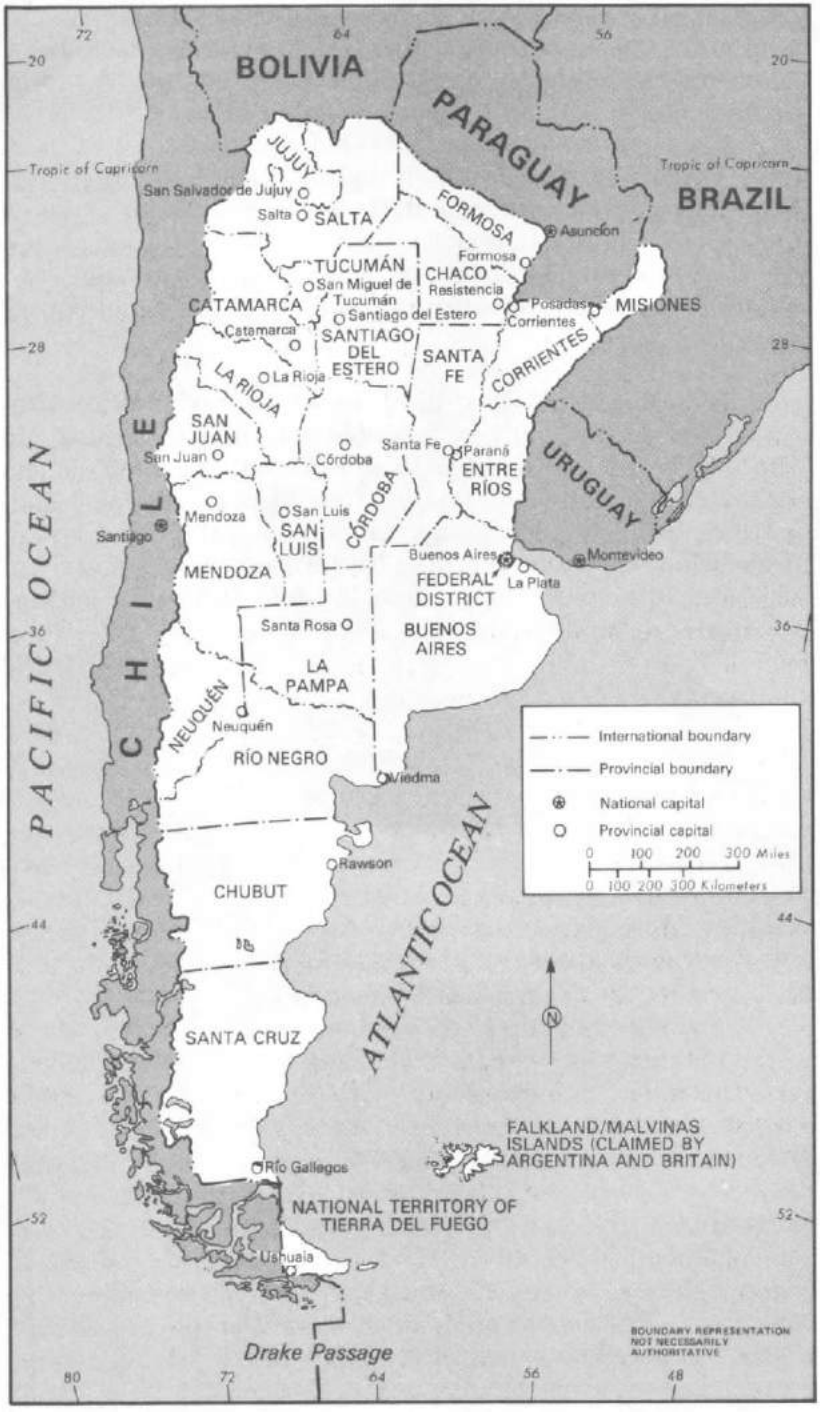 72
64
56
20
20
BOLIVIA
PARAGUAY
BRAZIL
Tropic of Capricorn
Tropic of Capricorn
JUJUY
San Salvador de Jujuy
Salta
SALTA
FORMOSA
Asuncion
Formosa
TUCUMÁN
CHACO
San Miguel de
Tucumán
Resistencia
Posadas
MISIONES
CATAMARCA
Corrientes
Santiago del Estero
Catamarca
SANTIAGO
DEL
ESTERO
SANTA
FE
CORRIENTES
28
28
LA RIOJA
La Rioja
SAN
JUAN
San Juan
Córdoba
CÓRDOBA
Santa Fe
Paraná
ENTRE
RÍOS
URUGUAY
Mendoza
San Luis
SAN
LUIS
Santiago
MENDOZA
Buenos Aires
Montevideo
FEDERAL
DISTRICT
La Plata
BUENOS
AIRES
36
36
Santa Rosa
LA
PAMPA
NEUQUÉN
Neuquén
RÍO NEGRO
Viedma
PACIFIC OCEAN
CHILE
International boundary
Provincial boundary
National capital
Provincial capital
0 100 200 300 Miles
0 100 200 300 Kilometers
ATLANTIC OCEAN
Rawson
CHUBUT
44
44
N
SANTA CRUZ
FALKLAND/MALVINAS
ISLANDS (CLAIMED BY
ARGENTINA AND BRITAIN)
Río Gallegos
NATIONAL TERRITORY OF
TIERRA DEL FUEGO
52
52
Ushuaia
Drake Passage
BOUNDARY REPRESENTATION
NOT NECESSARILY
AUTHORITATIVE
80
72
64
56
48